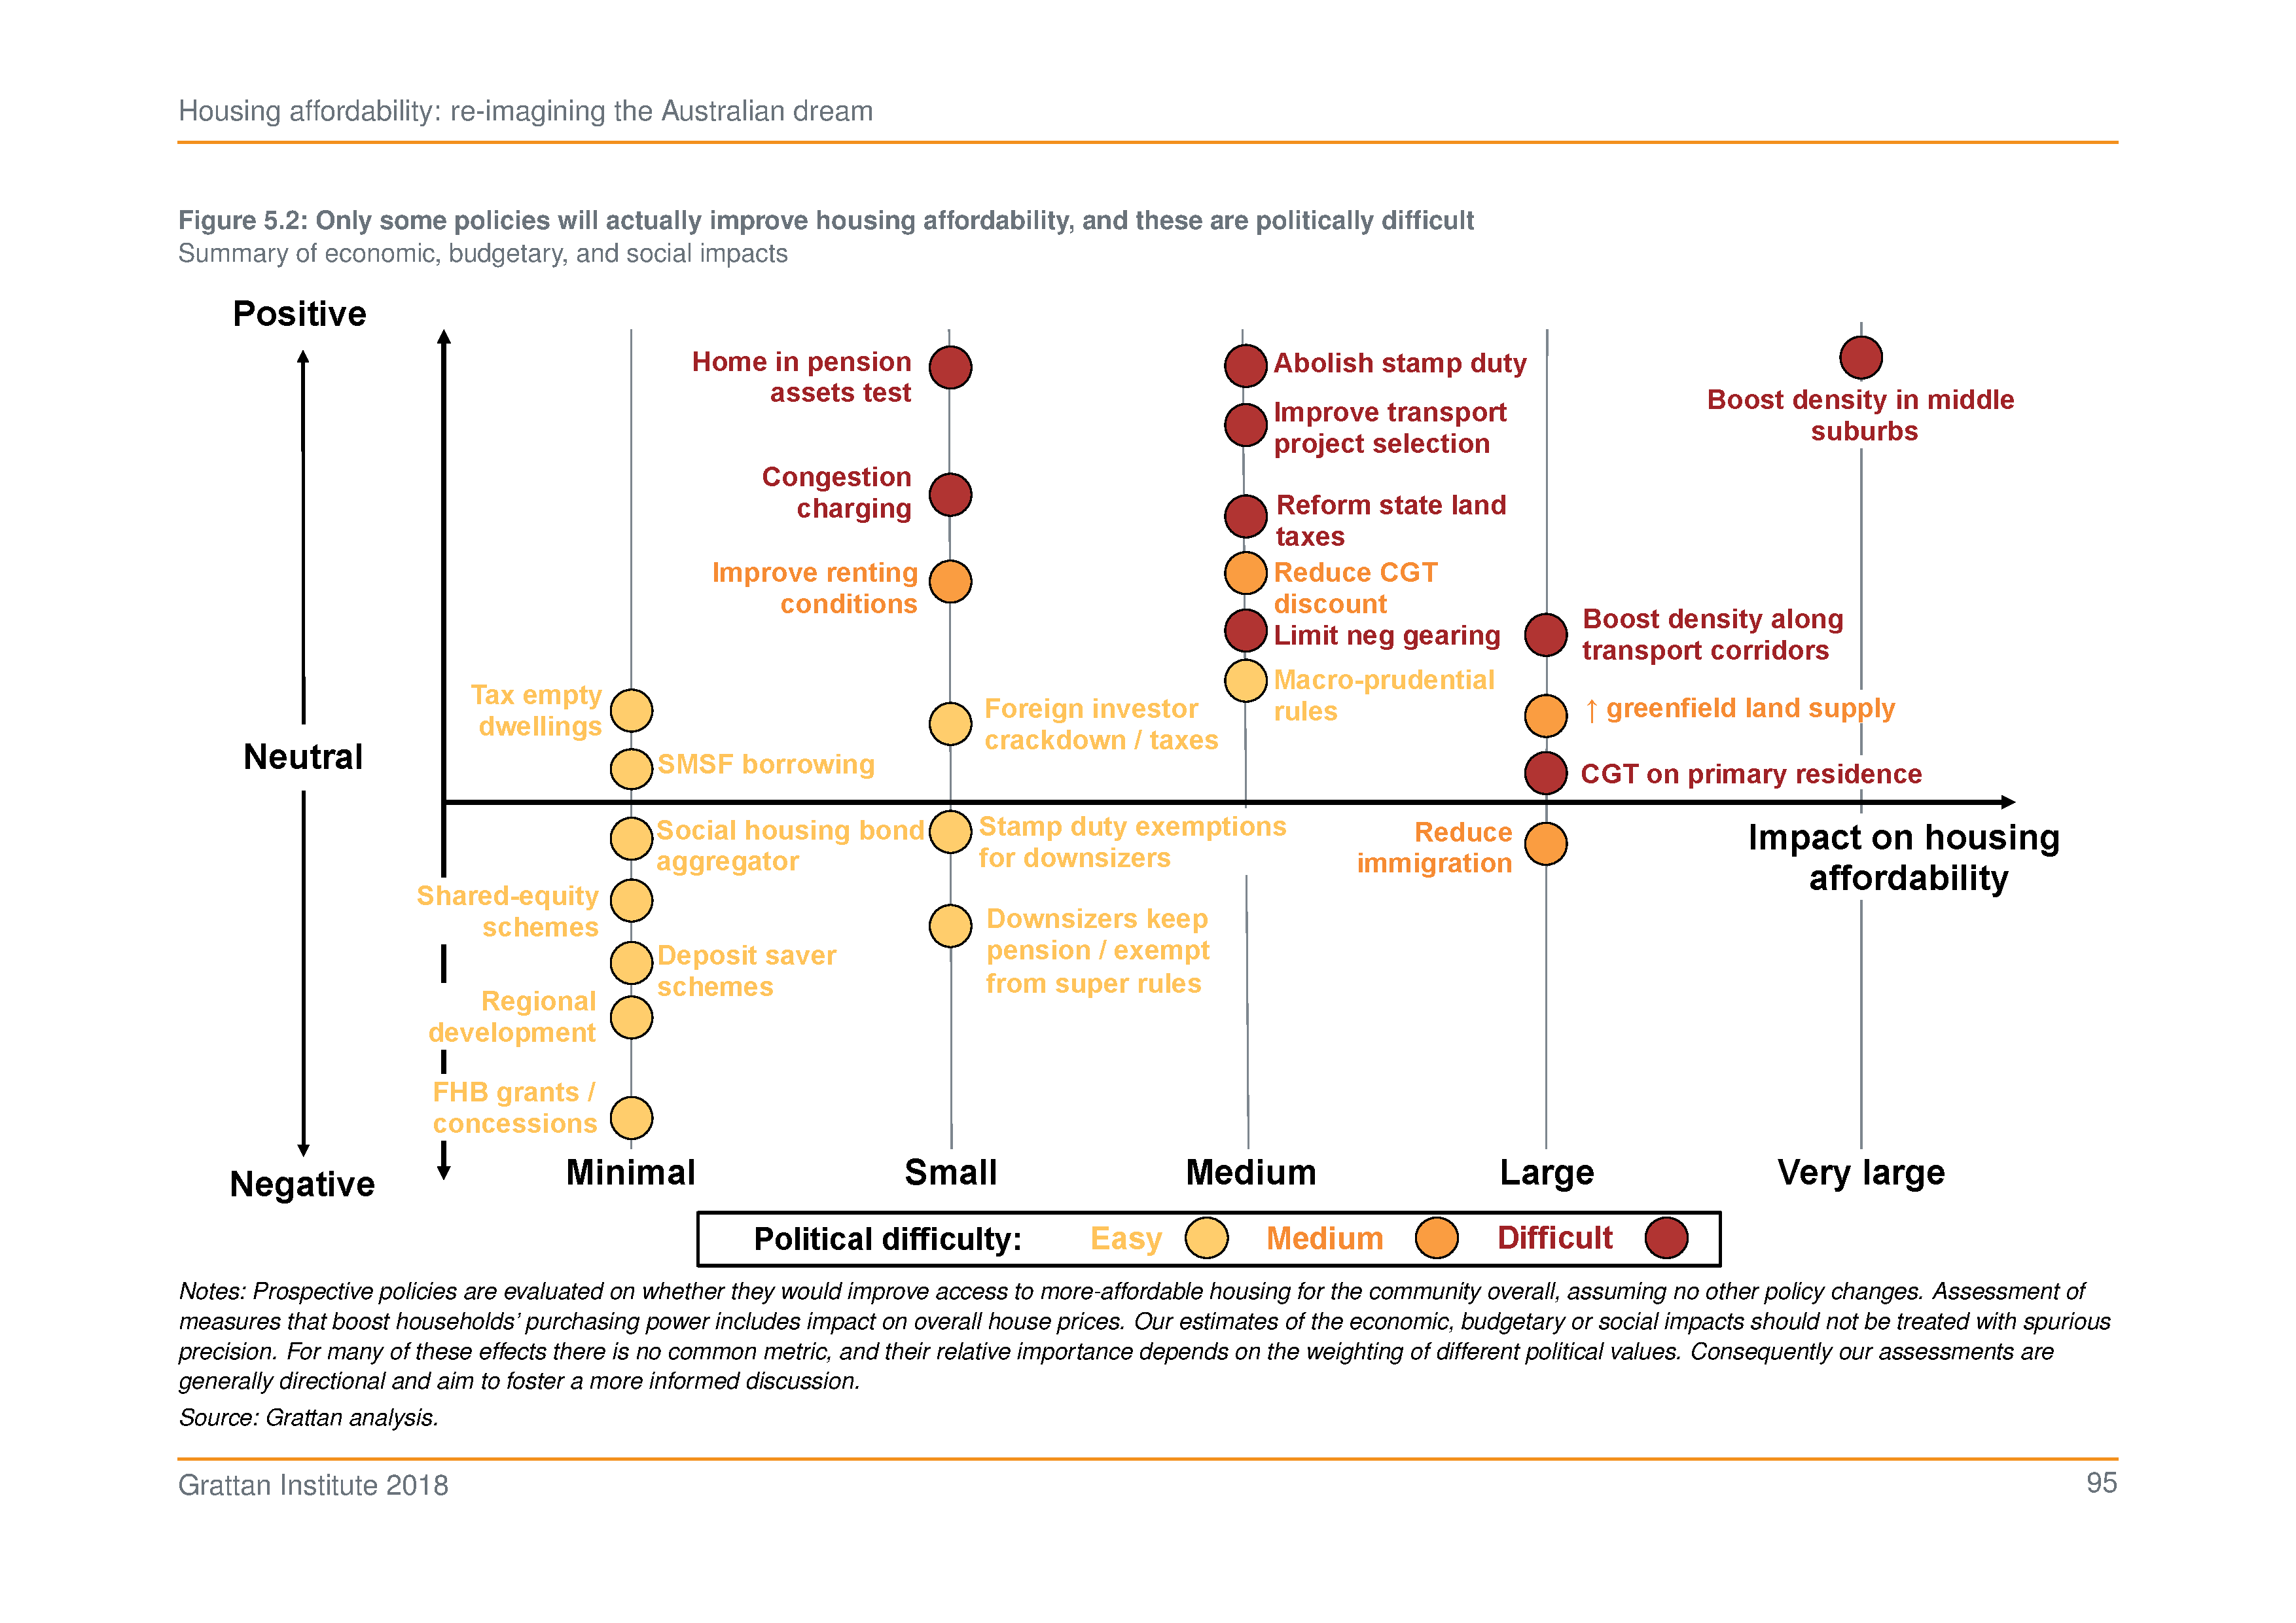 Housing affordability: re-imagining the Australian dream
Figure 5.2: Only some policies will actually improve housing affordability, and these are politically difficult
Summary of economic, budgetary, and social impacts
Positive
Neutral
Negative
Home in pension
assets test
Congestion
charging
Improve renting
conditions
Abolish stamp duty
Improve transport
project selection
Reform state land
taxes
Reduce CGT
discount
Limit neg gearing
Macro-prudential
rules
Boost density in middle
suburbs
Boost density along
transport corridors
↑ greenfield land supply
CGT on primary residence
Tax empty
dwellings
SMSF borrowing
Foreign investor
crackdown / taxes
Social housing bond
aggregator
Stamp duty exemptions
for downsizers
Reduce
immigration
Impact on housing
affordability
Shared-equity
schemes
Deposit saver
schemes
Downsizers keep
pension / exempt
from super rules
Regional
development
FHB grants /
concessions
Minimal
Small
Medium
Large
Very large
Political difficulty: Easy Medium Difficult
Notes: Prospective policies are evaluated on whether they would improve access to more-affordable housing for the community overall, assuming no other policy changes. Assessment of
measures that boost households' purchasing power includes impact on overall house prices. Our estimates of the economic, budgetary or social impacts should not be treated with spurious
precision. For many of these effects there is no common metric, and their relative importance depends on the weighting of different political values. Consequently our assessments are
generally directional and aim to foster a more informed discussion.
Source: Grattan analysis.
Grattan Institute 2018
95